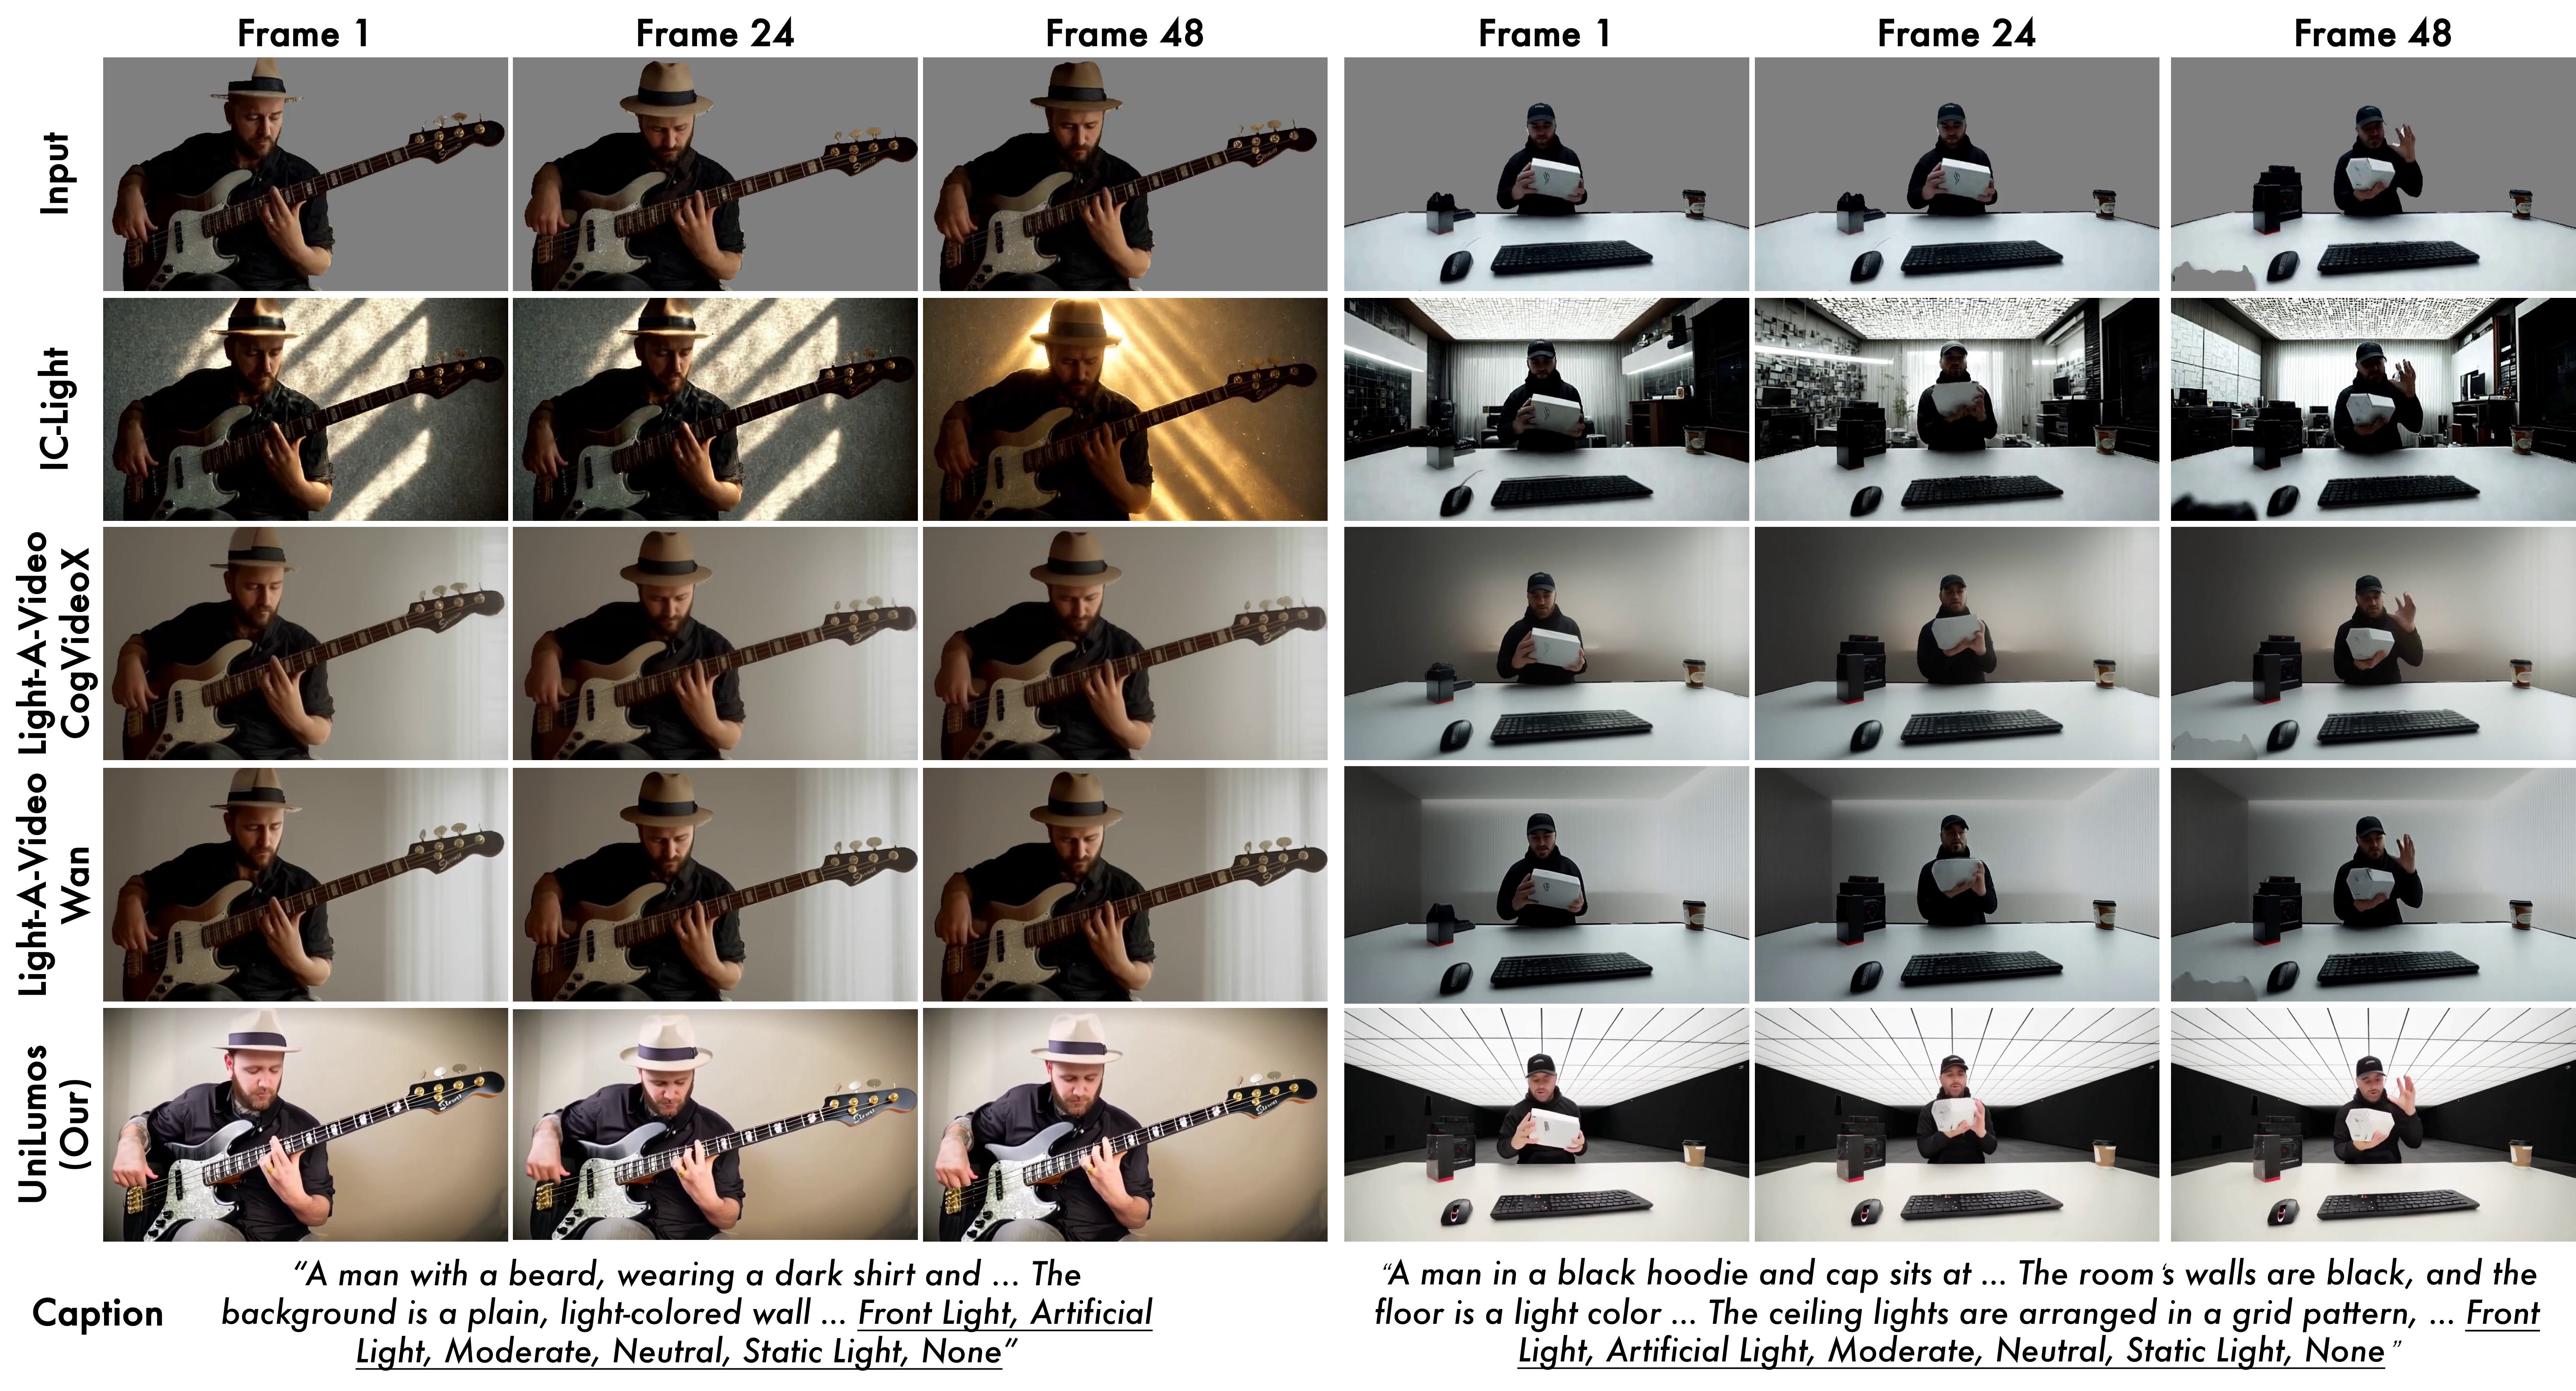 Frame 1
Frame 24
Frame 48
Frame 1
Frame 24
Frame 48
Input
IC-Light
Light-A-Video
CogVideoX
Light-A-Video
Wan
UniLumos
(Our)
Caption
“A man with a beard, wearing a dark shirt and ... The
background is a plain, light-colored wall ... Front Light, Artificial
Light, Moderate, Neutral, Static Light, None”
“A man in a black hoodie and cap sits at ... The room‘s walls are black, and the
floor is a light color ... The ceiling lights are arranged in a grid pattern, ... Front
Light, Artificial Light, Moderate, Neutral, Static Light, None”